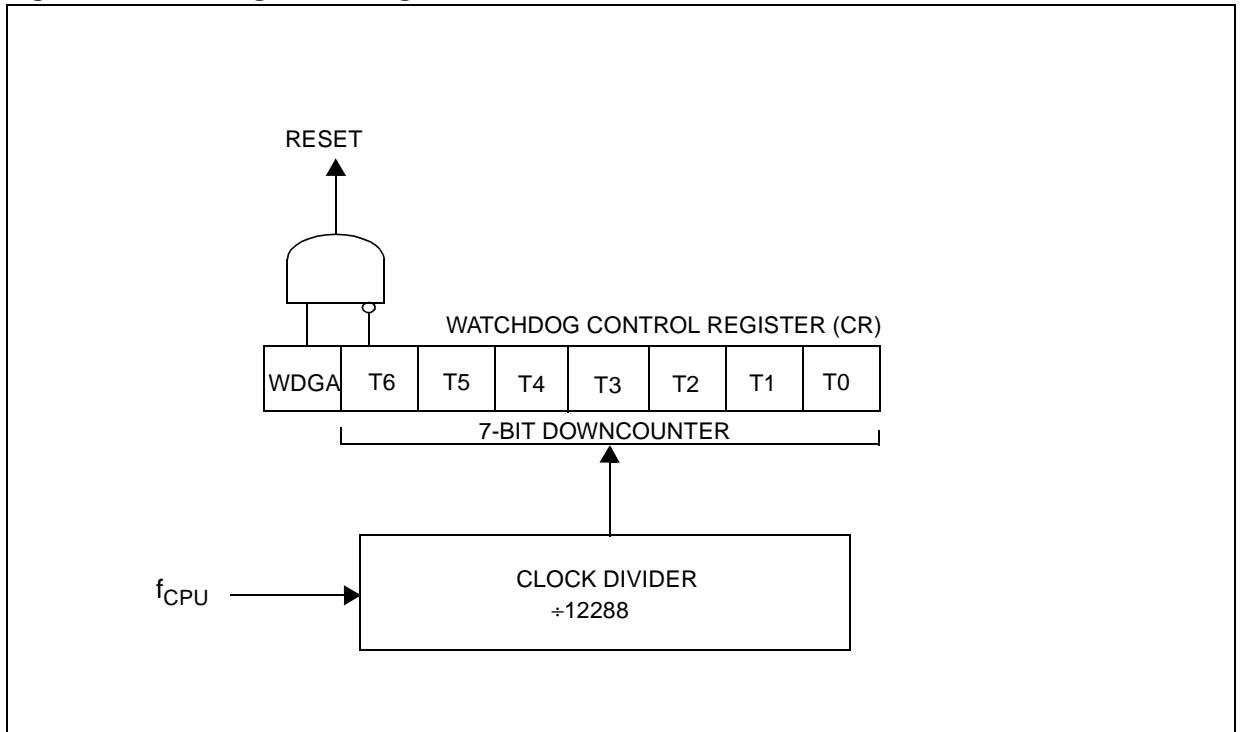 RESET
WATCHDOG CONTROL REGISTER (CR)
WDGA T6 T5 T4 T3 T2 T1 T0
7-BIT DOWNCOUNTER
fCPU
CLOCK DIVIDER
÷12288